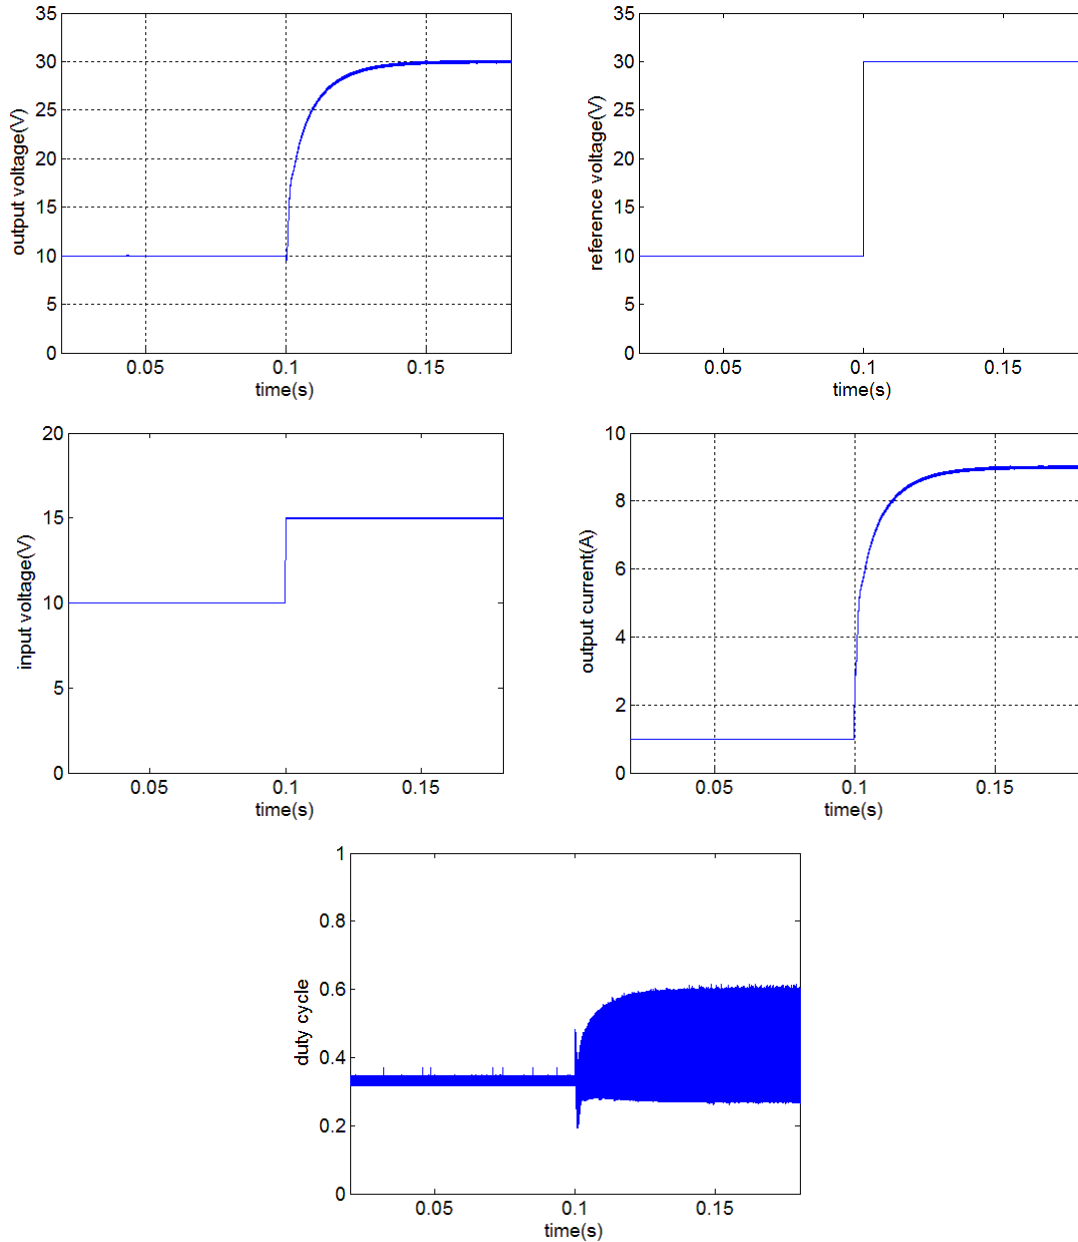 35
30
25
20
15
10
5
0
output voltage(V)
0.05 0.1 0.15
time(s)
35
30
25
20
15
10
5
0
reference voltage(V)
0.05 0.1 0.15
time(s)
20
15
10
5
0
input voltage(V)
0.05 0.1 0.15
time(s)
10
8
6
4
2
0
output current(A)
0.05 0.1 0.15
time(s)
1
0.8
0.6
0.4
0.2
0
duty cycle
0.05 0.1 0.15
time(s)